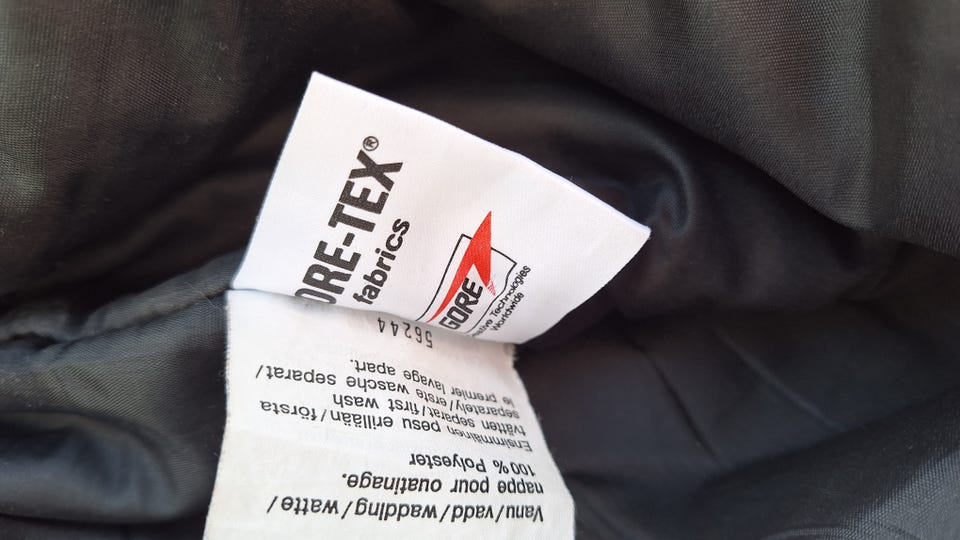 ORE-TEX®
fabrics
GORE
Technologies
Worldwide
Vanu/vadd/wadding/watte/
nappe pour ouatinage.
100 % Polyester
Ensimmäinen pesu erillään/första
tvätten separat/first wash
separately/erste wasche separat/
le premier lavage apart.
56244